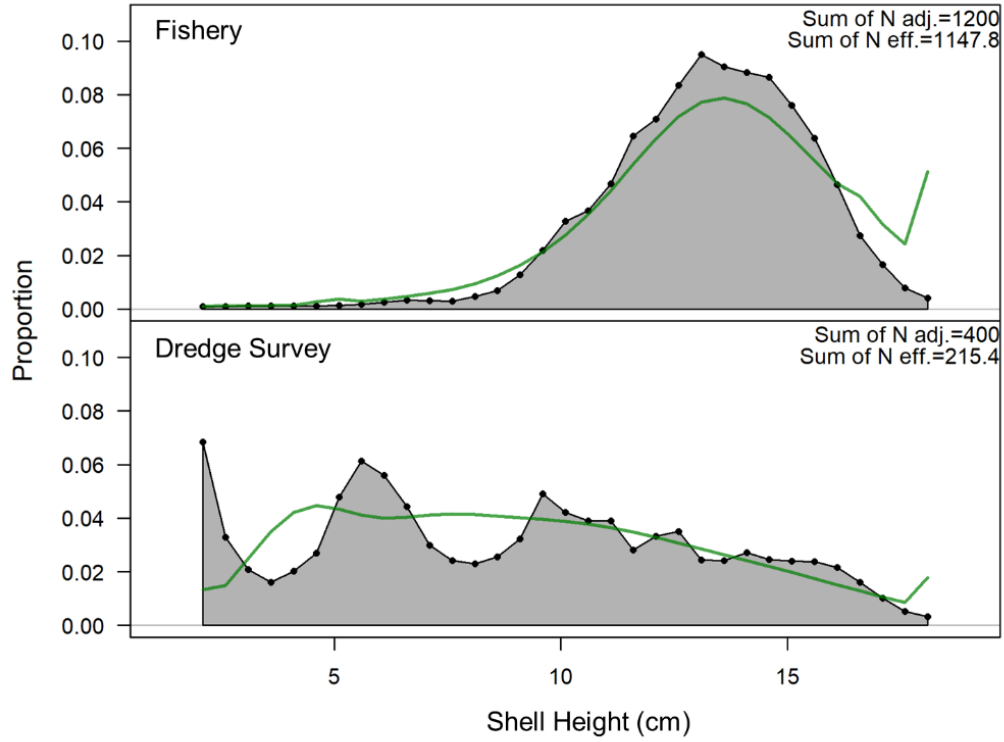 Fishery
Sum of N adj.=1200
Sum of N eff.=1147.8
0.10
0.08
0.06
0.04
0.02
0.00
Dredge Survey
Sum of N adj.=400
Sum of N eff.=215.4
0.10
0.08
0.06
0.04
0.02
0.00
Proportion
5
10
15
Shell Height (cm)